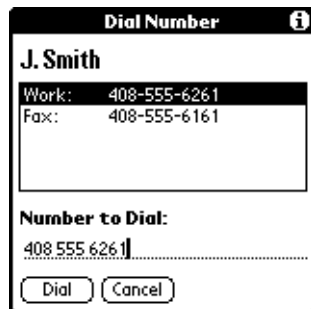 Dial Number
J. Smith
Work: 408-555-6261
Fax: 408-555-6161
Number to Dial:
408 555 6261
Dial Cancel